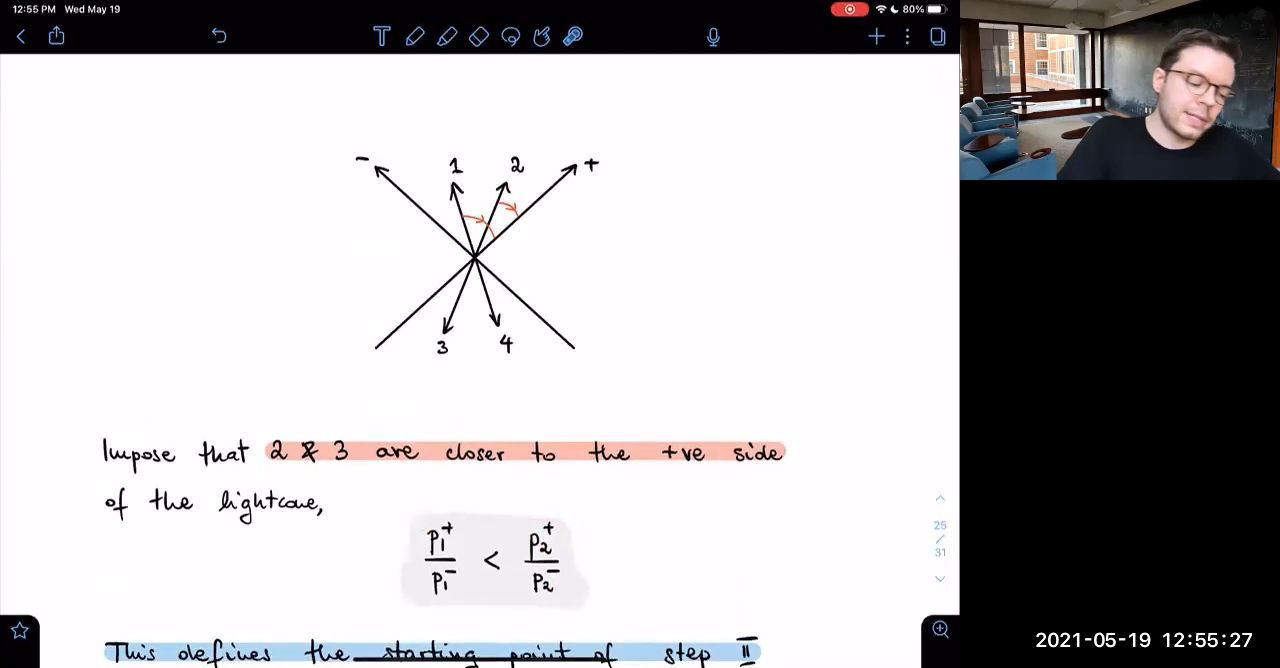 12:55 PM Wed May 19
80%
- 1 2 +
3 4
Impose that 2 & 3 are closer to the +ve side
of the lightcone,
p₁⁺/p₁⁻ < p₂⁺/p₂⁻
25
/
31
This defines the starting point of step II
2021-05-19 12:55:27